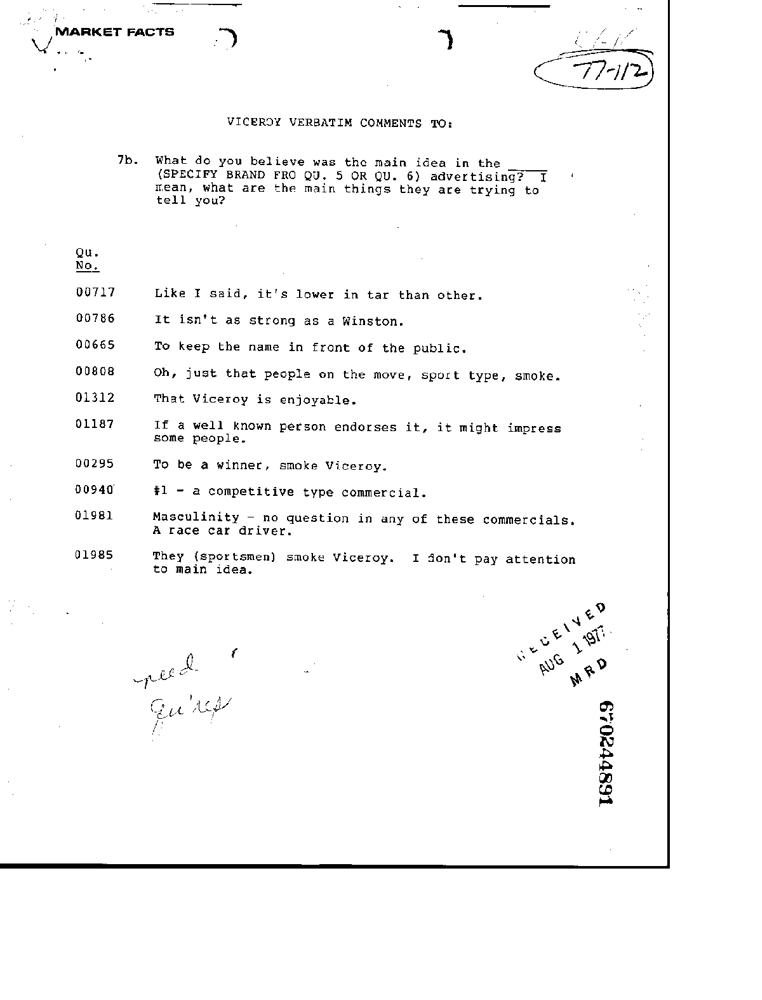 MARKET FACTS
77-112
VICEROY VERBATIM COMMENTS TO:
7b. What do you believe was the main idea in the ____
(SPECIFY BRAND FRO QU. 5 OR QU. 6) advertising? I
mean, what are the main things they are trying to
tell you?
Qu.
No.
00717 Like I said, it's lower in tar than other.
00786 It isn't as strong as a Winston.
00665 To keep the name in front of the public.
00808 Oh, just that people on the move, sport type, smoke.
01312 That Viceroy is enjoyable.
01187 If a well known person endorses it, it might impress
some people.
00295 To be a winner, smoke Viceroy.
00940 #1 - a competitive type commercial.
01981 Masculinity - no question in any of these commercials.
A race car driver.
01985 They (sportsmen) smoke Viceroy. I don't pay attention
to main idea.
RECEIVED
AUG 1 1977
MRD
need
qu'res
670244891